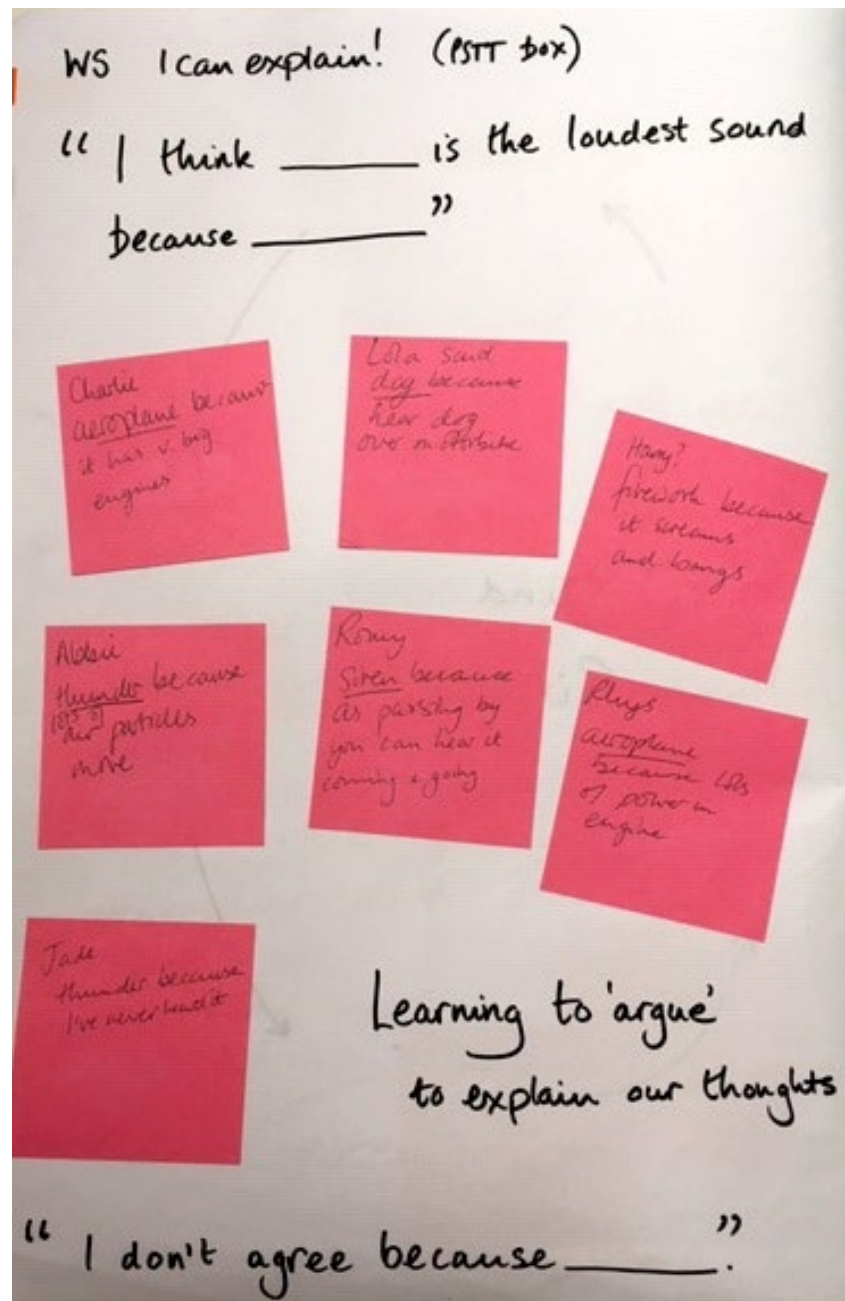 WS I can explain! (PSTT box)
“ I think ______ is the loudest sound
because ________ ”
Charlie
aeroplane because
it has v. big
engines
Lola said
dog because
hear dog
over motorbike
Harry?
firework because
it screams
and bangs
thunder because
air particles
move
Romy
Siren because
as passing by
you can hear it
coming & going
Rhys
aeroplane
because lots
of power in
engine
Jade
thunder because
I've never heard it
Learning to 'argue'
to explain our thoughts
“ I don't agree because ______ ”.